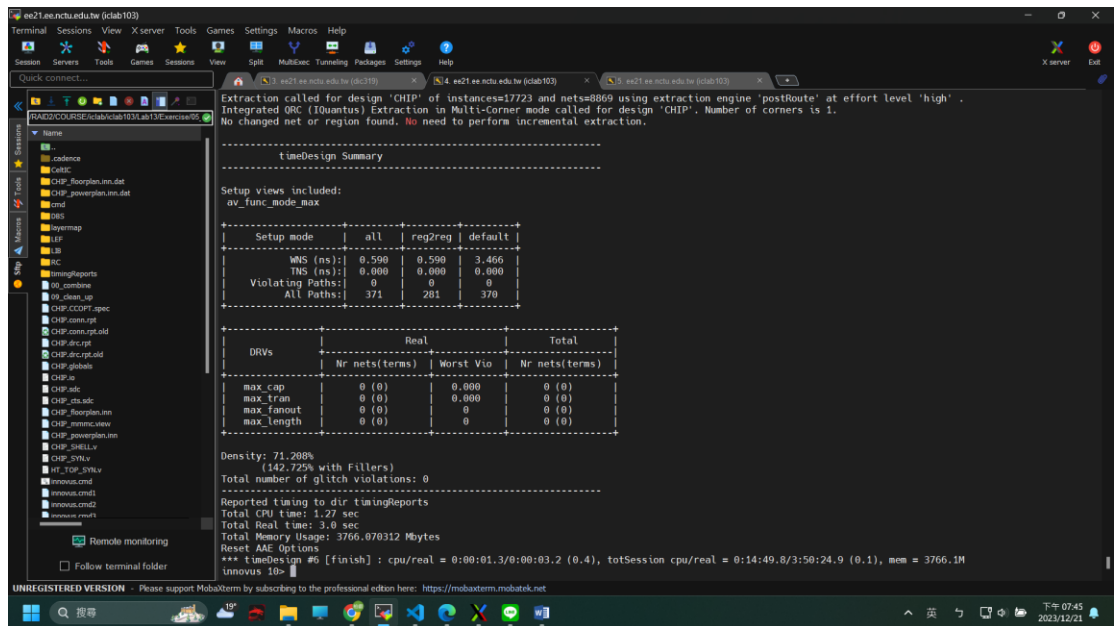 ee21.ee.nctu.edu.tw (iclab103)
Terminal Sessions View X server Tools Games Settings Macros Help
Session Servers Tools Games Sessions View Split MultiExec Tunneling Packages Settings Help X server Exit
Quick connect...
3. ee21.ee.nctu.edu.tw (dic319)
4. ee21.ee.nctu.edu.tw (iclab103)
5. ee21.ee.nctu.edu.tw (iclab103)
/RAID2/COURSE/iclab/iclab103/Lab13/Exercise/05_
Sessions
Tools
Macros
Sftp
Name
..
.cadence
CeltIC
CHIP_floorplan.inn.dat
CHIP_powerplan.inn.dat
cmd
DBS
layermap
LEF
LIB
RC
timingReports
00_combine
09_clean_up
CHIP.CCOPT.spec
CHIP.conn.rpt
CHIP.conn.rpt.old
CHIP.drc.rpt
CHIP.drc.rpt.old
CHIP.globals
CHIP.io
CHIP.sdc
CHIP_cts.sdc
CHIP_floorplan.inn
CHIP_mmmc.view
CHIP_powerplan.inn
CHIP_SHELL.v
CHIP_SYN.v
HT_TOP_SYN.v
innovus.cmd
innovus.cmd1
innovus.cmd2
innovus.cmd3
Remote monitoring
Follow terminal folder
Extraction called for design 'CHIP' of instances=17723 and nets=8869 using extraction engine 'postRoute' at effort level 'high' .
Integrated QRC (IQuantus) Extraction in Multi-Corner mode called for design 'CHIP'. Number of corners is 1.
No changed net or region found. No need to perform incremental extraction.
------------------------------------------------------------
timeDesign Summary
------------------------------------------------------------
Setup views included:
av_func_mode_max
+--------------------+---------+---------+---------+
| Setup mode | all | reg2reg | default |
+--------------------+---------+---------+---------+
| WNS (ns):| 0.590 | 0.590 | 3.466 |
| TNS (ns):| 0.000 | 0.000 | 0.000 |
| Violating Paths:| 0 | 0 | 0 |
| All Paths:| 371 | 281 | 370 |
+--------------------+---------+---------+---------+
+----------------+-------------------------------+------------------+
| | Real | Total |
| DRVs +------------------+------------+------------------|
| | Nr nets(terms) | Worst Vio | Nr nets(terms) |
+----------------+------------------+------------+------------------+
| max_cap | 0 (0) | 0.000 | 0 (0) |
| max_tran | 0 (0) | 0.000 | 0 (0) |
| max_fanout | 0 (0) | 0 | 0 (0) |
| max_length | 0 (0) | 0 | 0 (0) |
+----------------+------------------+------------+------------------+
Density: 71.208%
(142.725% with Fillers)
Total number of glitch violations: 0
------------------------------------------------------------
Reported timing to dir timingReports
Total CPU time: 1.27 sec
Total Real time: 3.0 sec
Total Memory Usage: 3766.070312 Mbytes
Reset AAE Options
*** timeDesign #6 [finish] : cpu/real = 0:00:01.3/0:00:03.2 (0.4), totSession cpu/real = 0:14:49.8/3:50:24.9 (0.1), mem = 3766.1M
innovus 10>
UNREGISTERED VERSION - Please support MobaXterm by subscribing to the professional edition here: https://mobaxterm.mobatek.net
搜尋
19°
英
ㄅ
下午 07:45
2023/12/21